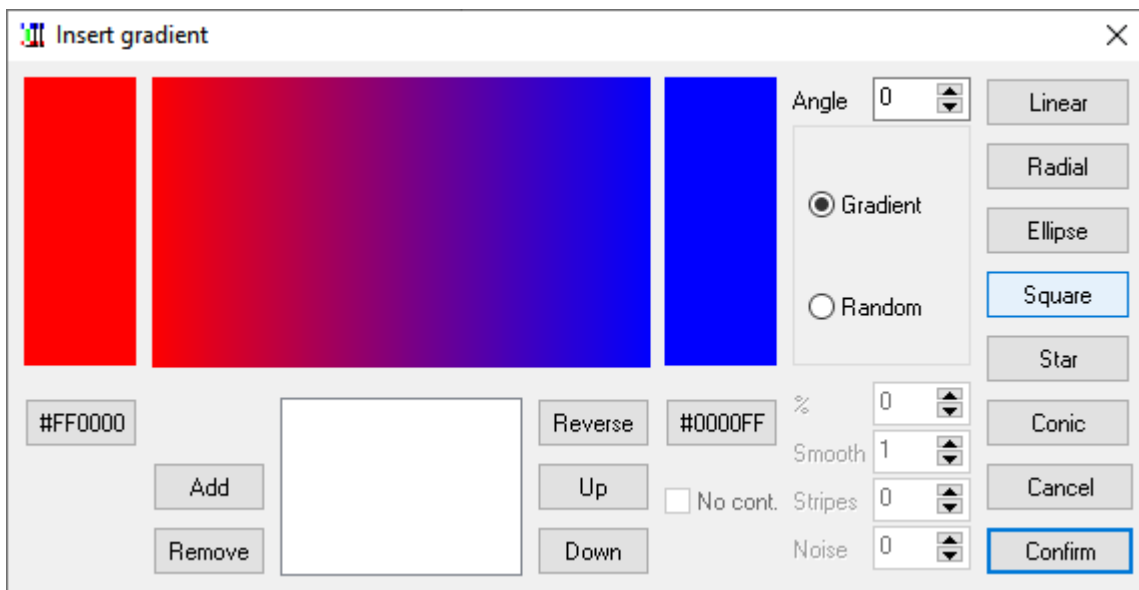 Insert gradient
Angle 0
Linear
Radial
Gradient
Ellipse
Square
Random
Star
#FF0000
Reverse
#0000FF
% 0
Conic
Smooth 1
Add
Up
No cont.
Stripes 0
Cancel
Remove
Down
Noise 0
Confirm